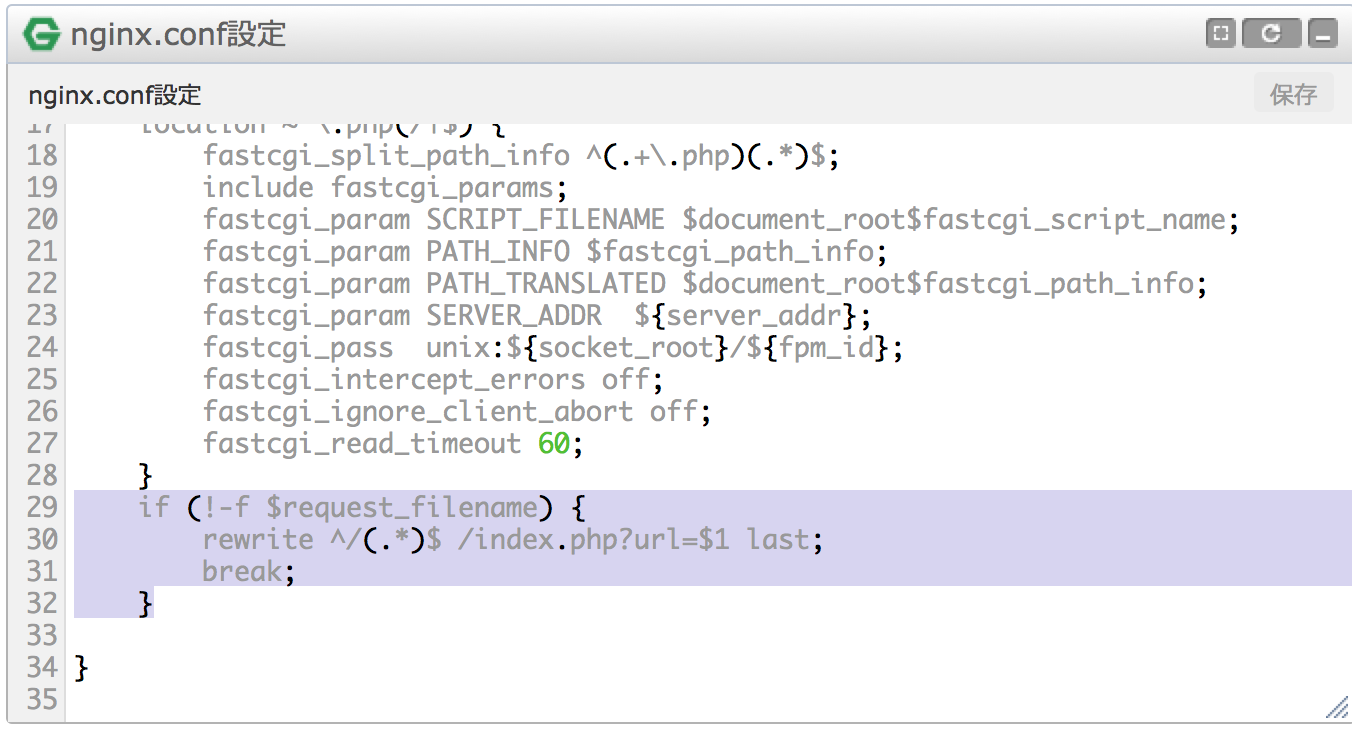 nginx.conf設定
nginx.conf設定 保存
17 location ~ \.php(/|$) {
18 fastcgi_split_path_info ^(.+\.php)(.*)$;
19 include fastcgi_params;
20 fastcgi_param SCRIPT_FILENAME $document_root$fastcgi_script_name;
21 fastcgi_param PATH_INFO $fastcgi_path_info;
22 fastcgi_param PATH_TRANSLATED $document_root$fastcgi_path_info;
23 fastcgi_param SERVER_ADDR  ${server_addr};
24 fastcgi_pass  unix:${socket_root}/${fpm_id};
25 fastcgi_intercept_errors off;
26 fastcgi_ignore_client_abort off;
27 fastcgi_read_timeout 60;
28 }
29 if (!-f $request_filename) {
30 rewrite ^/(.*)$ /index.php?url=$1 last;
31 break;
32 }
33
34 }
35